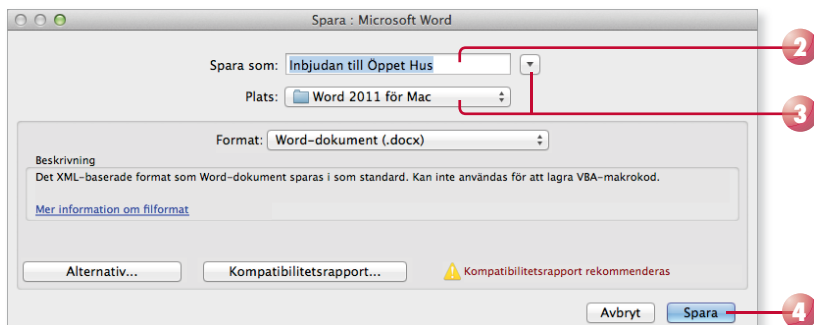 Spara : Microsoft Word
Spara som: Inbjudan till Öppet Hus
2
Plats: Word 2011 för Mac
3
Format: Word-dokument (.docx)
Beskrivning
Det XML-baserade format som Word-dokument sparas i som standard. Kan inte användas för att lagra VBA-makrokod.
Mer information om filformat
Alternativ... Kompatibilitetsrapport... Kompatibilitetsrapport rekommenderas
Avbryt Spara 4